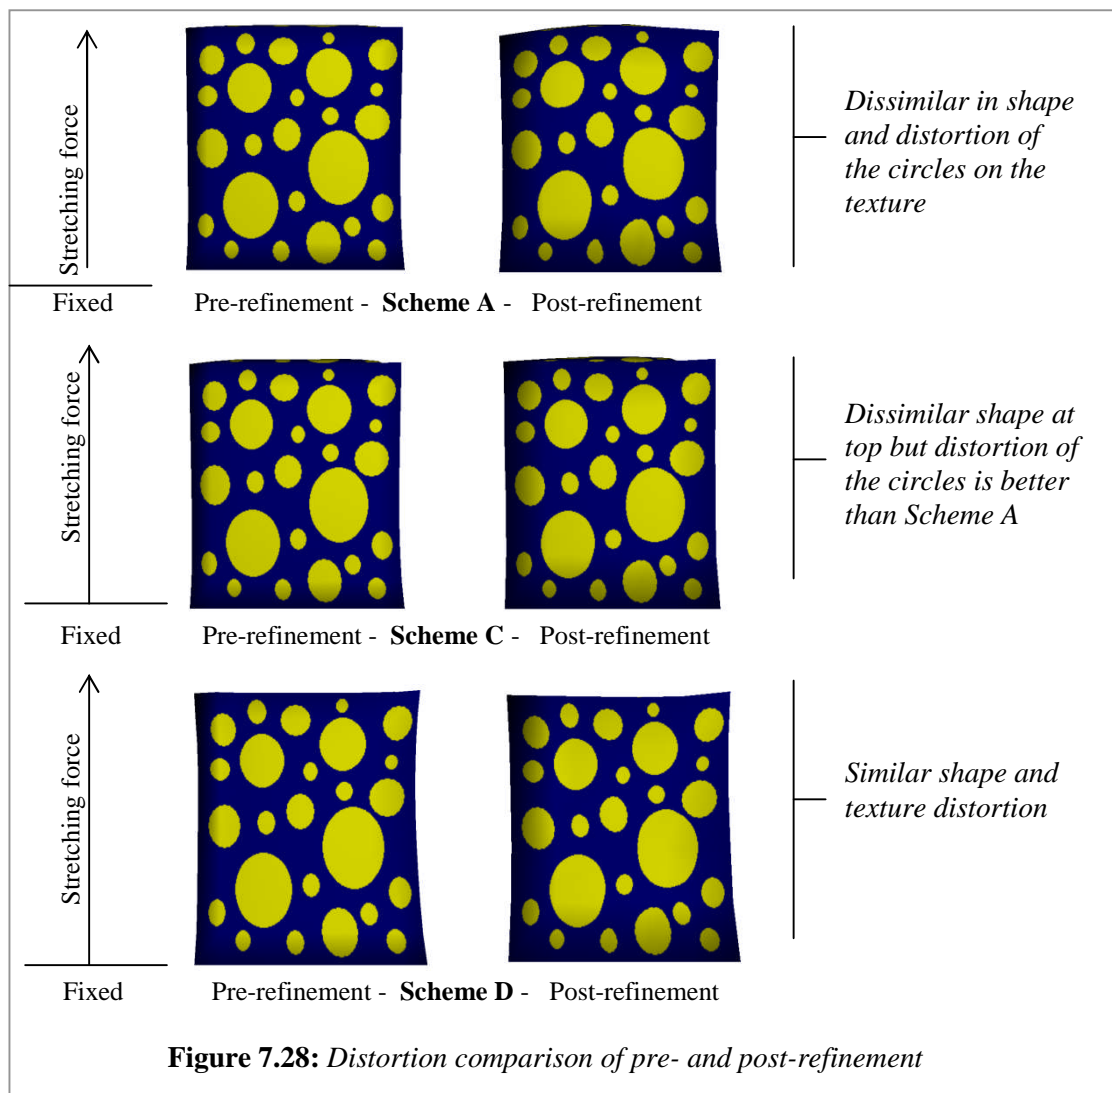 Stretching force
Dissimilar in shape
and distortion of
the circles on the
texture
Fixed
Pre-refinement - Scheme A - Post-refinement
Stretching force
Dissimilar shape at
top but distortion of
the circles is better
than Scheme A
Fixed
Pre-refinement - Scheme C - Post-refinement
Stretching force
Similar shape and
texture distortion
Fixed
Pre-refinement - Scheme D - Post-refinement
Figure 7.28: Distortion comparison of pre- and post-refinement